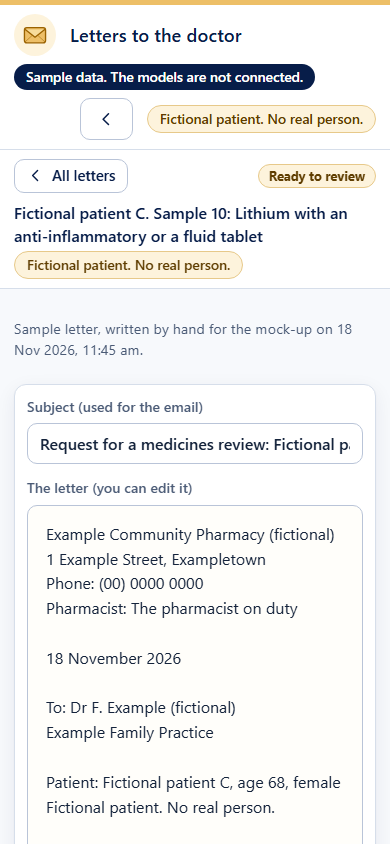 Letters to the doctor
Sample data. The models are not connected.
Fictional patient. No real person.
All letters
Ready to review
Fictional patient C. Sample 10: Lithium with an
anti-inflammatory or a fluid tablet
Fictional patient. No real person.
Sample letter, written by hand for the mock-up on 18
Nov 2026, 11:45 am.
Subject (used for the email)
Request for a medicines review: Fictional
The letter (you can edit it)
Example Community Pharmacy (fictional)
1 Example Street, Exampletown
Phone: (00) 0000 0000
Pharmacist: The pharmacist on duty
18 November 2026
To: Dr F. Example (fictional)
Example Family Practice
Patient: Fictional patient C, age 68, female
Fictional patient. No real person.